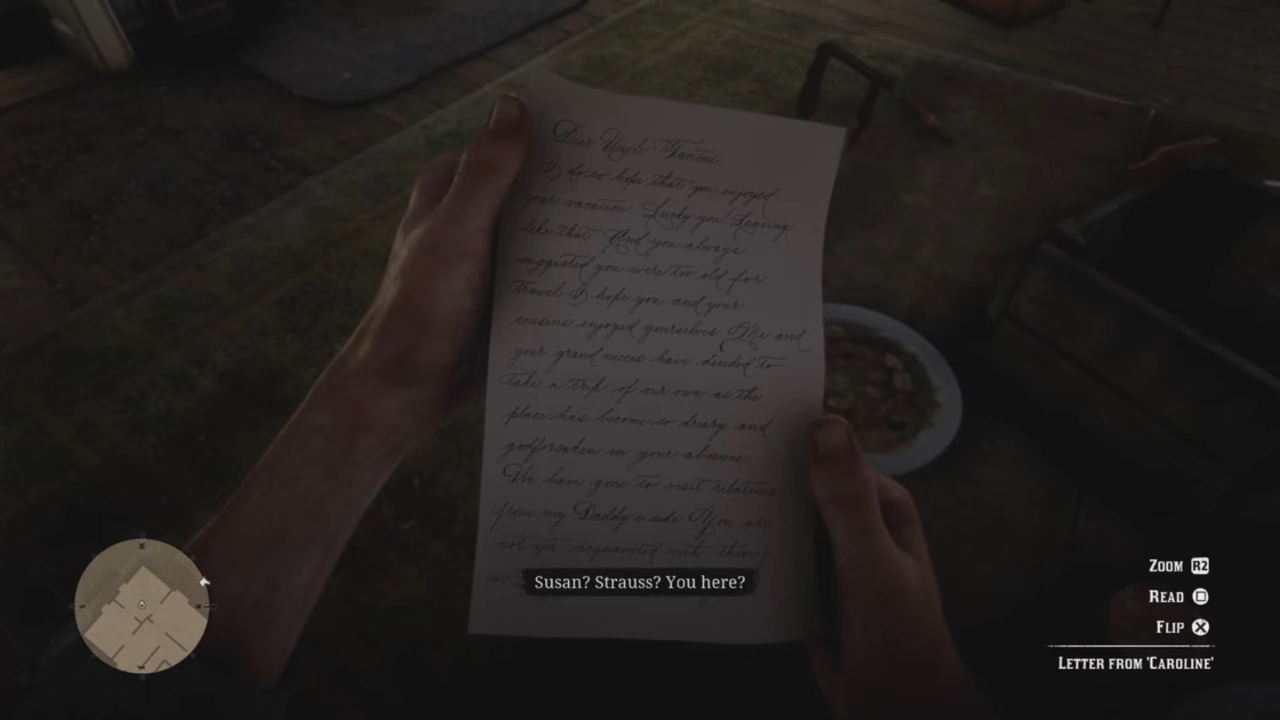 Dear Uncle Tacitus,
I do so hope that you enjoyed
your vacation. Lucky you! Leaving
like that. And you always
suggested you were too old for
travel. I hope you and your
cousins enjoyed yourselves. Me and
your grand nieces have decided to
take a trip of our own as the
place has become so dreary and
godforsaken in your absence.
We have gone to visit relatives
(from my Daddy's side. You are
not yet acquainted with them)
Susan? Strauss? You here?
ZOOM R2
READ
FLIP
LETTER FROM 'CAROLINE'